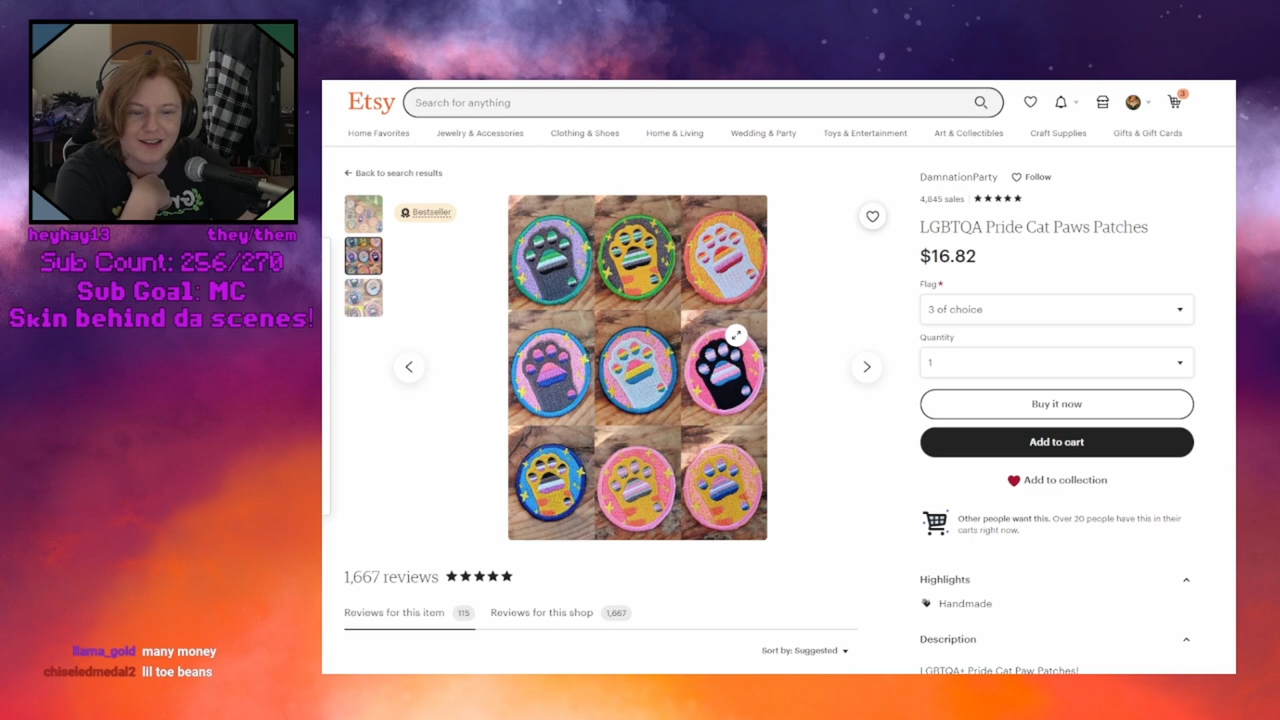 heyhay13 they/them
Sub Count: 256/270
Sub Goal: MC
Skin behind da scenes!
llama_gold many money
chiseledmedal2 lil toe beans
Etsy
Search for anything
3
Home Favorites
Jewelry & Accessories
Clothing & Shoes
Home & Living
Wedding & Party
Toys & Entertainment
Art & Collectibles
Craft Supplies
Gifts & Gift Cards
Back to search results
Bestseller
1,667 reviews
Reviews for this item 115
Reviews for this shop 1,667
Sort by: Suggested
DamnationParty
Follow
4,845 sales
LGBTQA Pride Cat Paws Patches
$16.82
Flag*
3 of choice
Quantity
1
Buy it now
Add to cart
Add to collection
Other people want this. Over 20 people have this in their
carts right now.
Highlights
Handmade
Description
LGBTQA+ Pride Cat Paw Patches!